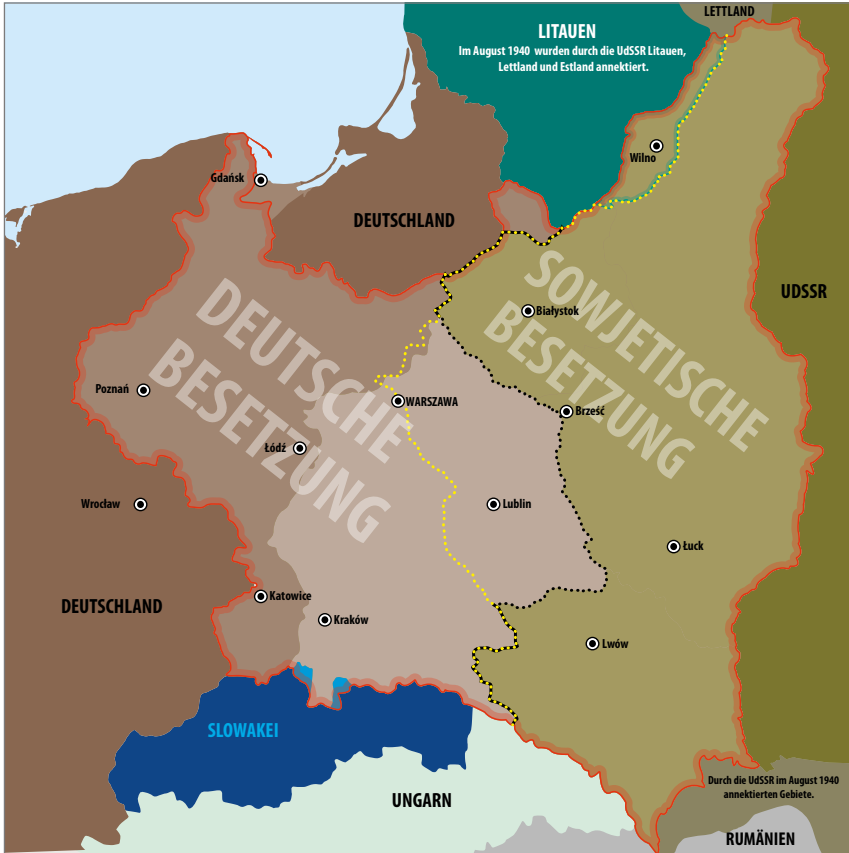 LETTLAND
LITAUEN
Im August 1940 wurden durch die UdSSR Litauen,
Lettland und Estland annektiert.
Wilno
Gdańsk
DEUTSCHLAND
SOWJETISCHE
BESETZUNG
UDSSR
DEUTSCHE
BESETZUNG
Białystok
Poznań
WARSZAWA
Brześć
Łódź
Wrocław
Lublin
Łuck
DEUTSCHLAND
Katowice
Kraków
Lwów
SLOWAKEI
Durch die UdSSR im August 1940
annektierten Gebiete.
UNGARN
RUMÄNIEN